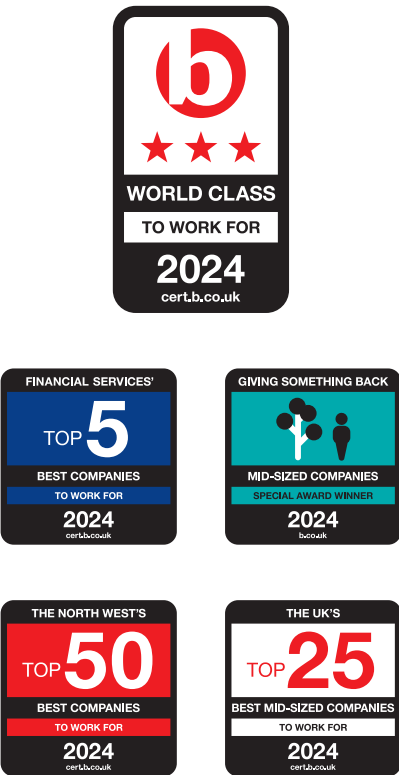 b
WORLD CLASS
TO WORK FOR
2024
cert.b.co.uk
FINANCIAL SERVICES'
TOP 5
BEST COMPANIES
TO WORK FOR
2024
cert.b.co.uk
GIVING SOMETHING BACK
MID-SIZED COMPANIES
SPECIAL AWARD WINNER
2024
b.co.uk
THE NORTH WEST'S
TOP 50
BEST COMPANIES
TO WORK FOR
2024
cert.b.co.uk
THE UK'S
TOP 25
BEST MID-SIZED COMPANIES
TO WORK FOR
2024
cert.b.co.uk